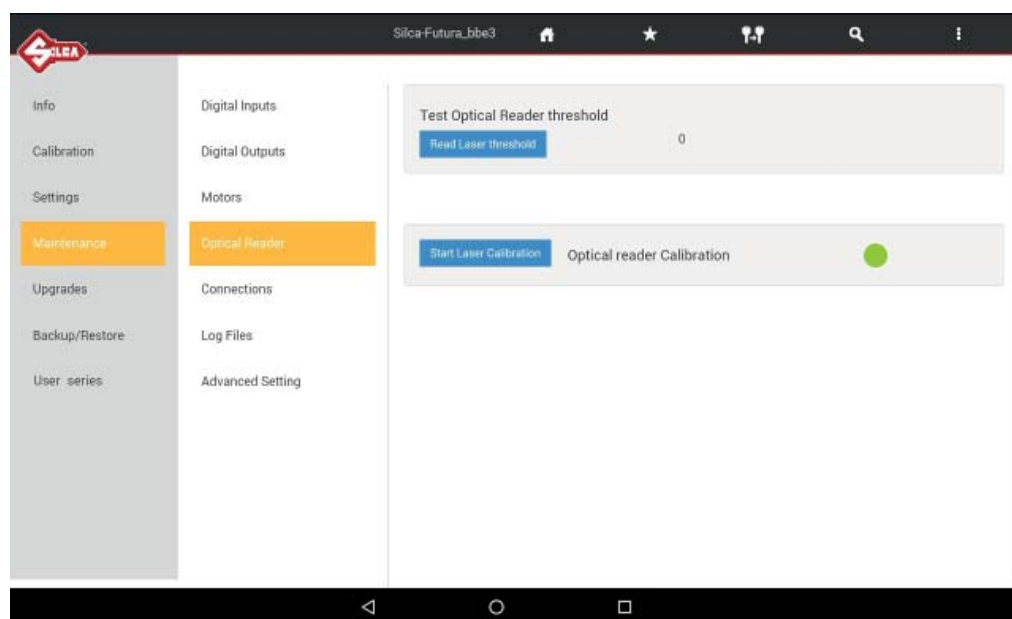 SILCA
Silca-Futura_bbe3
Info
Calibration
Settings
Maintenance
Upgrades
Backup/Restore
User series
Digital Inputs
Digital Outputs
Motors
Optical Reader
Connections
Log Files
Advanced Setting
Test Optical Reader threshold
Read Laser threshold
0
Start Laser Calibration
Optical reader Calibration